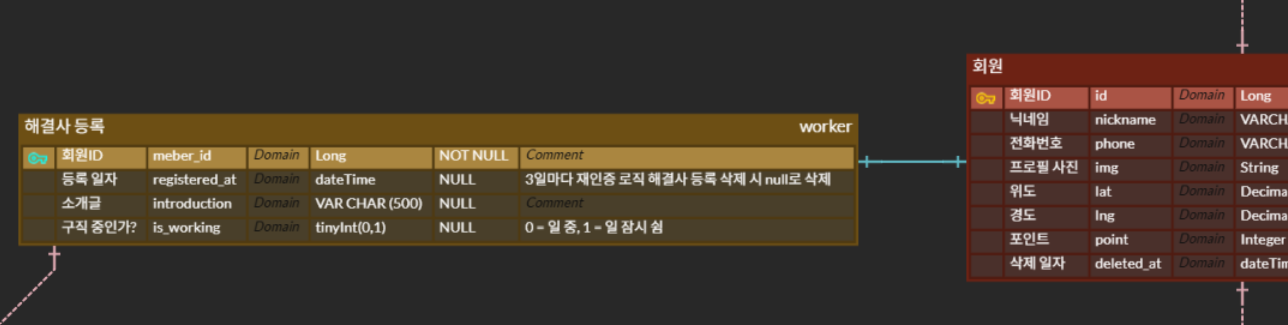 회원
회원ID id Domain Long
닉네임 nickname Domain VARCH
전화번호 phone Domain VARCH
프로필 사진 img Domain String
위도 lat Domain Decima
경도 lng Domain Decima
포인트 point Domain Integer
삭제 일자 deleted_at Domain dateTim
해결사 등록 worker
회원ID meber_id Domain Long NOT NULL Comment
등록 일자 registered_at Domain dateTime NULL 3일마다 재인증 로직 해결사 등록 삭제 시 null로 삭제
소개글 introduction Domain VAR CHAR (500) NULL Comment
구직 중인가? is_working Domain tinyInt(0,1) NULL 0 = 일 중, 1 = 일 잠시 쉼